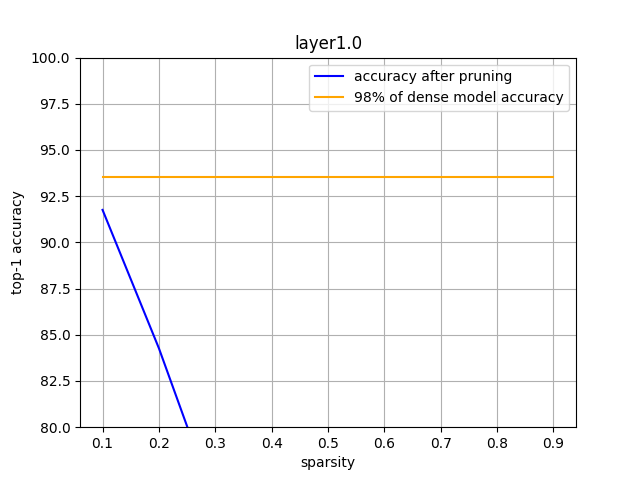 layer1.0
100.0
97.5
95.0
92.5
90.0
87.5
85.0
82.5
80.0
top-1 accuracy
accuracy after pruning
98% of dense model accuracy
0.1 0.2 0.3 0.4 0.5 0.6 0.7 0.8 0.9
sparsity